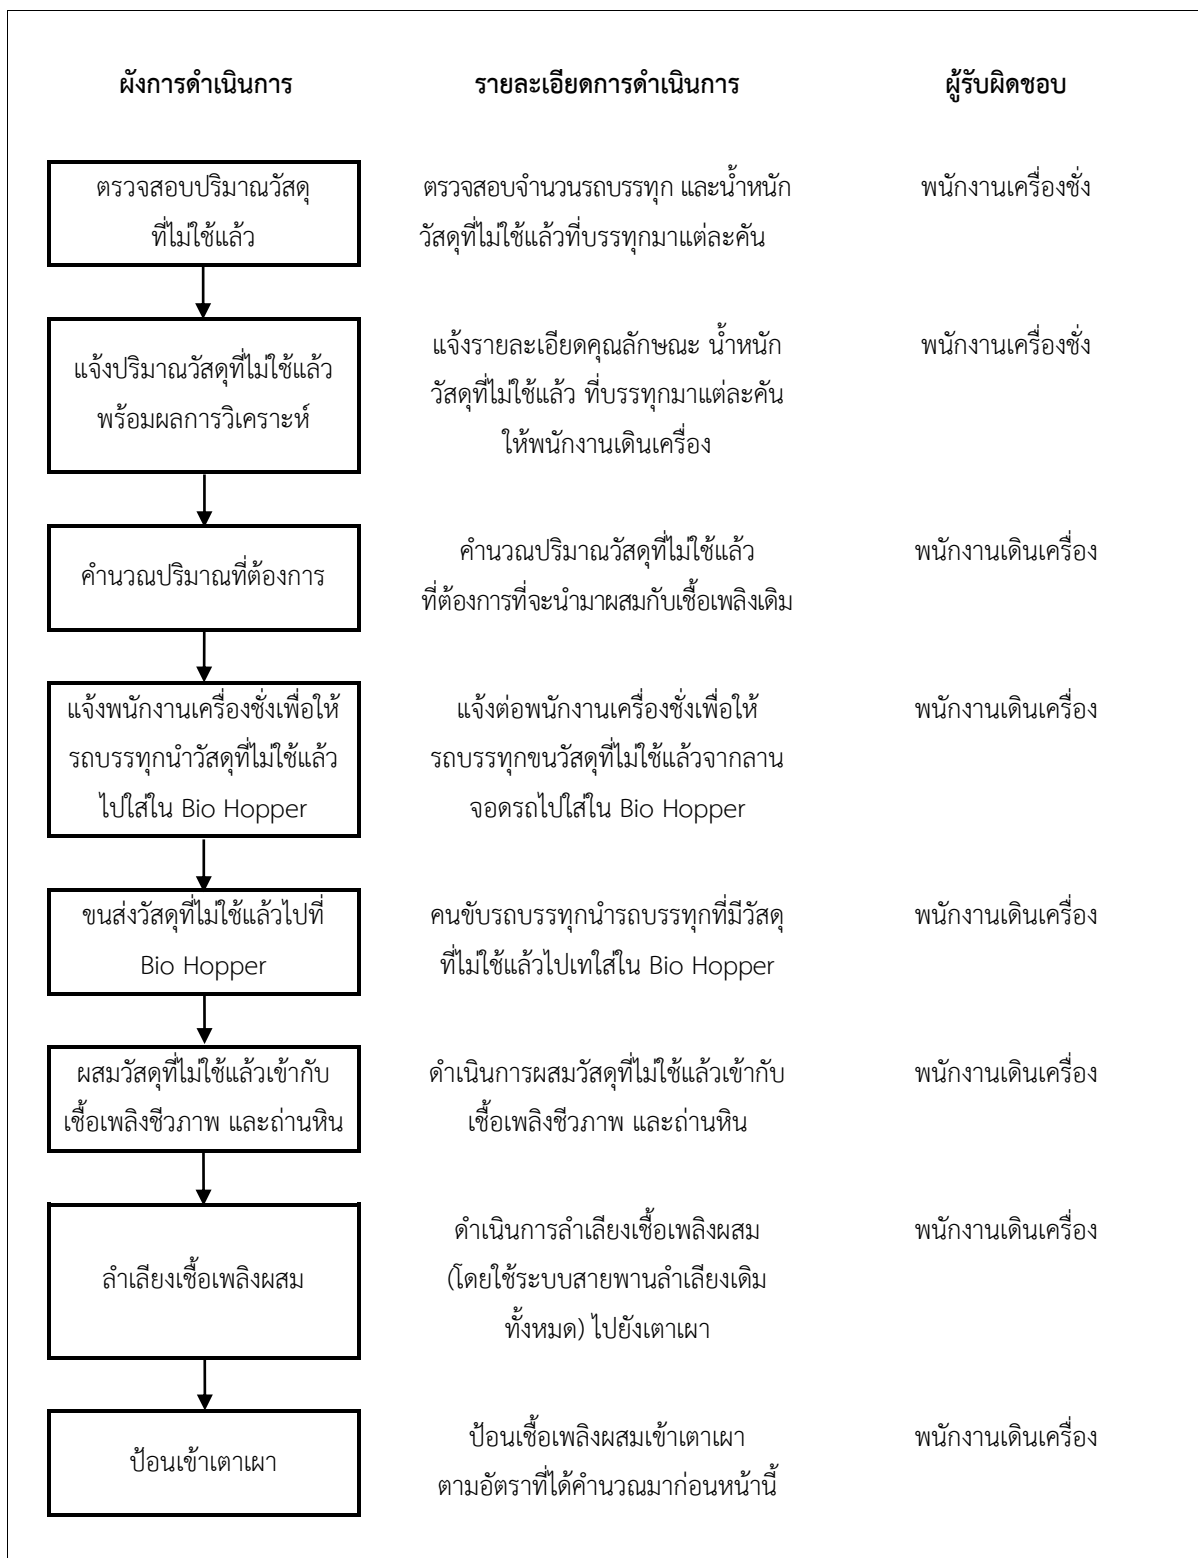 ผังการดำเนินการ
รายละเอียดการดำเนินการ
ผู้รับผิดชอบ
ตรวจสอบปริมาณวัสดุ
ที่ไม่ใช้แล้ว
ตรวจสอบจำนวนรถบรรทุก และน้ำหนัก
วัสดุที่ไม่ใช้แล้วที่บรรทุกมาแต่ละคัน
พนักงานเครื่องชั่ง
แจ้งปริมาณวัสดุที่ไม่ใช้แล้ว
พร้อมผลการวิเคราะห์
แจ้งรายละเอียดคุณลักษณะ น้ำหนัก
วัสดุที่ไม่ใช้แล้ว ที่บรรทุกมาแต่ละคัน
ให้พนักงานเดินเครื่อง
พนักงานเครื่องชั่ง
คำนวณปริมาณที่ต้องการ
คำนวณปริมาณวัสดุที่ไม่ใช้แล้ว
ที่ต้องการที่จะนำมาผสมกับเชื้อเพลิงเดิม
พนักงานเดินเครื่อง
แจ้งพนักงานเครื่องชั่งเพื่อให้
รถบรรทุกนำวัสดุที่ไม่ใช้แล้ว
ไปใส่ใน Bio Hopper
แจ้งต่อพนักงานเครื่องชั่งเพื่อให้
รถบรรทุกขนวัสดุที่ไม่ใช้แล้วจากลาน
จอดรถไปใส่ใน Bio Hopper
พนักงานเดินเครื่อง
ขนส่งวัสดุที่ไม่ใช้แล้วไปที่
Bio Hopper
คนขับรถบรรทุกนำรถบรรทุกที่มีวัสดุ
ที่ไม่ใช้แล้วไปเทใส่ใน Bio Hopper
พนักงานเดินเครื่อง
ผสมวัสดุที่ไม่ใช้แล้วเข้ากับ
เชื้อเพลิงชีวภาพ และถ่านหิน
ดำเนินการผสมวัสดุที่ไม่ใช้แล้วเข้ากับ
เชื้อเพลิงชีวภาพ และถ่านหิน
พนักงานเดินเครื่อง
ลำเลียงเชื้อเพลิงผสม
ดำเนินการลำเลียงเชื้อเพลิงผสม
(โดยใช้ระบบสายพานลำเลียงเดิม
ทั้งหมด) ไปยังเตาเผา
พนักงานเดินเครื่อง
ป้อนเข้าเตาเผา
ป้อนเชื้อเพลิงผสมเข้าเตาเผา
ตามอัตราที่ได้คำนวณมาก่อนหน้านี้
พนักงานเดินเครื่อง